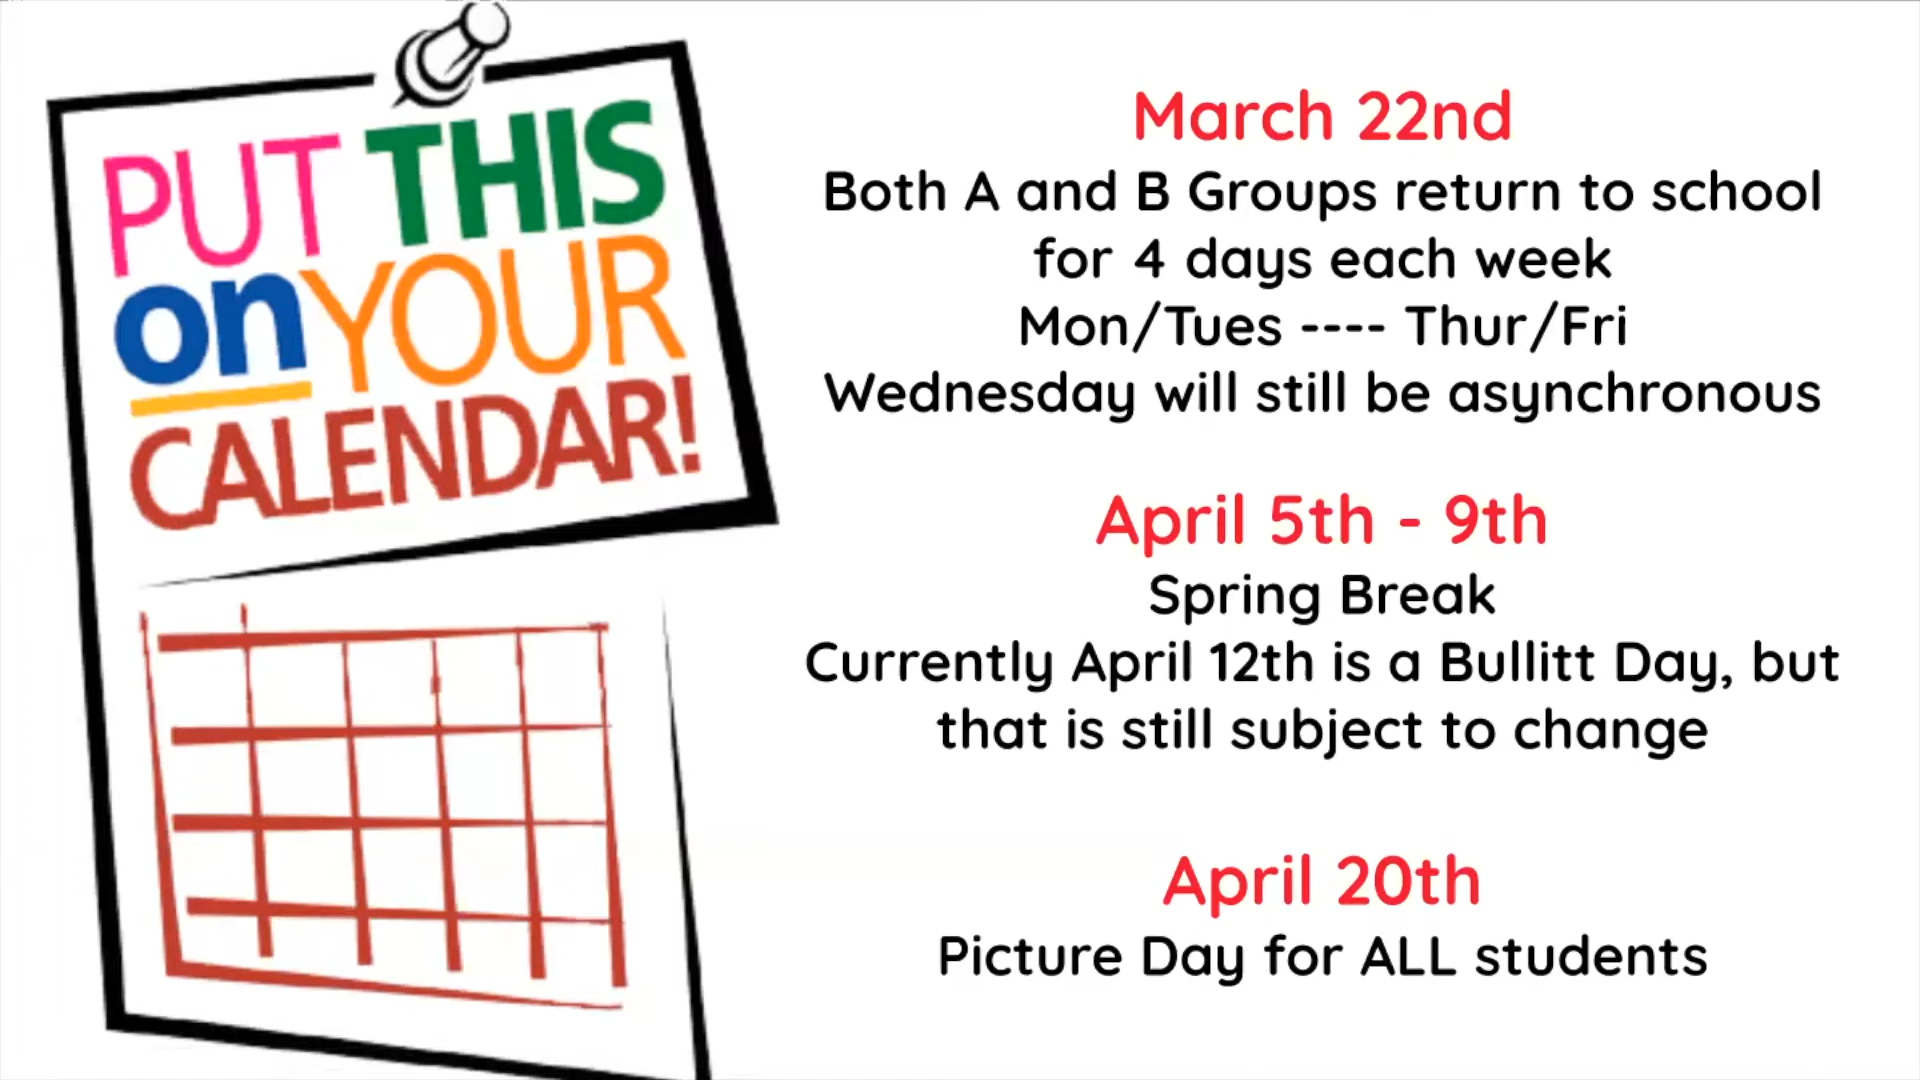 PUT THIS
on YOUR
CALENDAR!
March 22nd
Both A and B Groups return to school
for 4 days each week
Mon/Tues ---- Thur/Fri
Wednesday will still be asynchronous
April 5th - 9th
Spring Break
Currently April 12th is a Bullitt Day, but
that is still subject to change
April 20th
Picture Day for ALL students